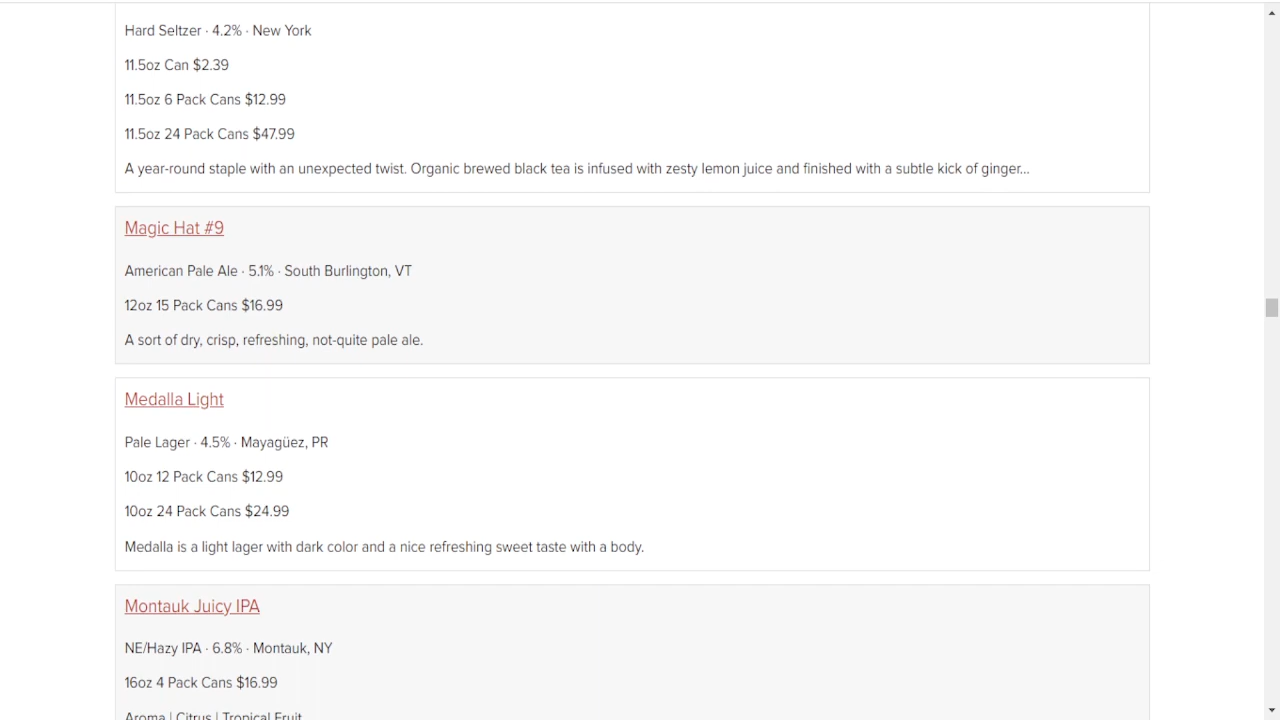 Hard Seltzer · 4.2% · New York
11.5oz Can $2.39
11.5oz 6 Pack Cans $12.99
11.5oz 24 Pack Cans $47.99
A year-round staple with an unexpected twist. Organic brewed black tea is infused with zesty lemon juice and finished with a subtle kick of ginger...
Magic Hat #9
American Pale Ale · 5.1% · South Burlington, VT
12oz 15 Pack Cans $16.99
A sort of dry, crisp, refreshing, not-quite pale ale.
Medalla Light
Pale Lager · 4.5% · Mayagüez, PR
10oz 12 Pack Cans $12.99
10oz 24 Pack Cans $24.99
Medalla is a light lager with dark color and a nice refreshing sweet taste with a body.
Montauk Juicy IPA
NE/Hazy IPA · 6.8% · Montauk, NY
16oz 4 Pack Cans $16.99
Aroma | Citrus | Tropical Fruit